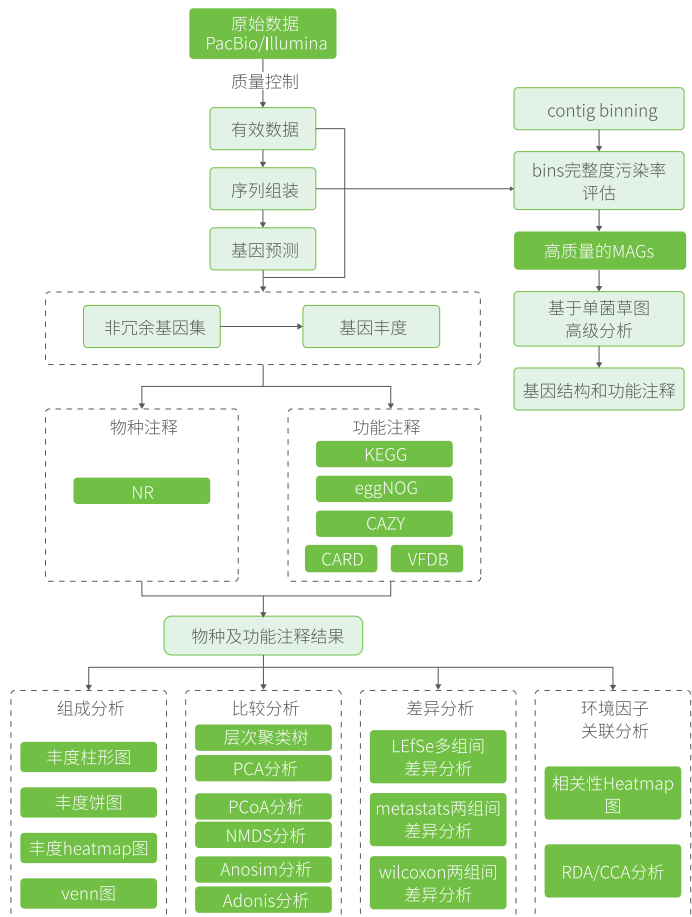 原始数据
PacBio/Illumina
质量控制
有效数据
序列组装
基因预测
contig binning
bins完整度污染率
评估
高质量的MAGs
基于单菌草图
高级分析
基因结构和功能注释
非冗余基因集
基因丰度
物种注释
NR
功能注释
KEGG
eggNOG
CAZY
CARD
VFDB
物种及功能注释结果
组成分析
丰度柱形图
丰度饼图
丰度heatmap图
venn图
比较分析
层次聚类树
PCA分析
PCoA分析
NMDS分析
Anosim分析
Adonis分析
差异分析
LEfSe多组间
差异分析
metastats两组间
差异分析
wilcoxon两组间
差异分析
环境因子
关联分析
相关性Heatmap
图
RDA/CCA分析